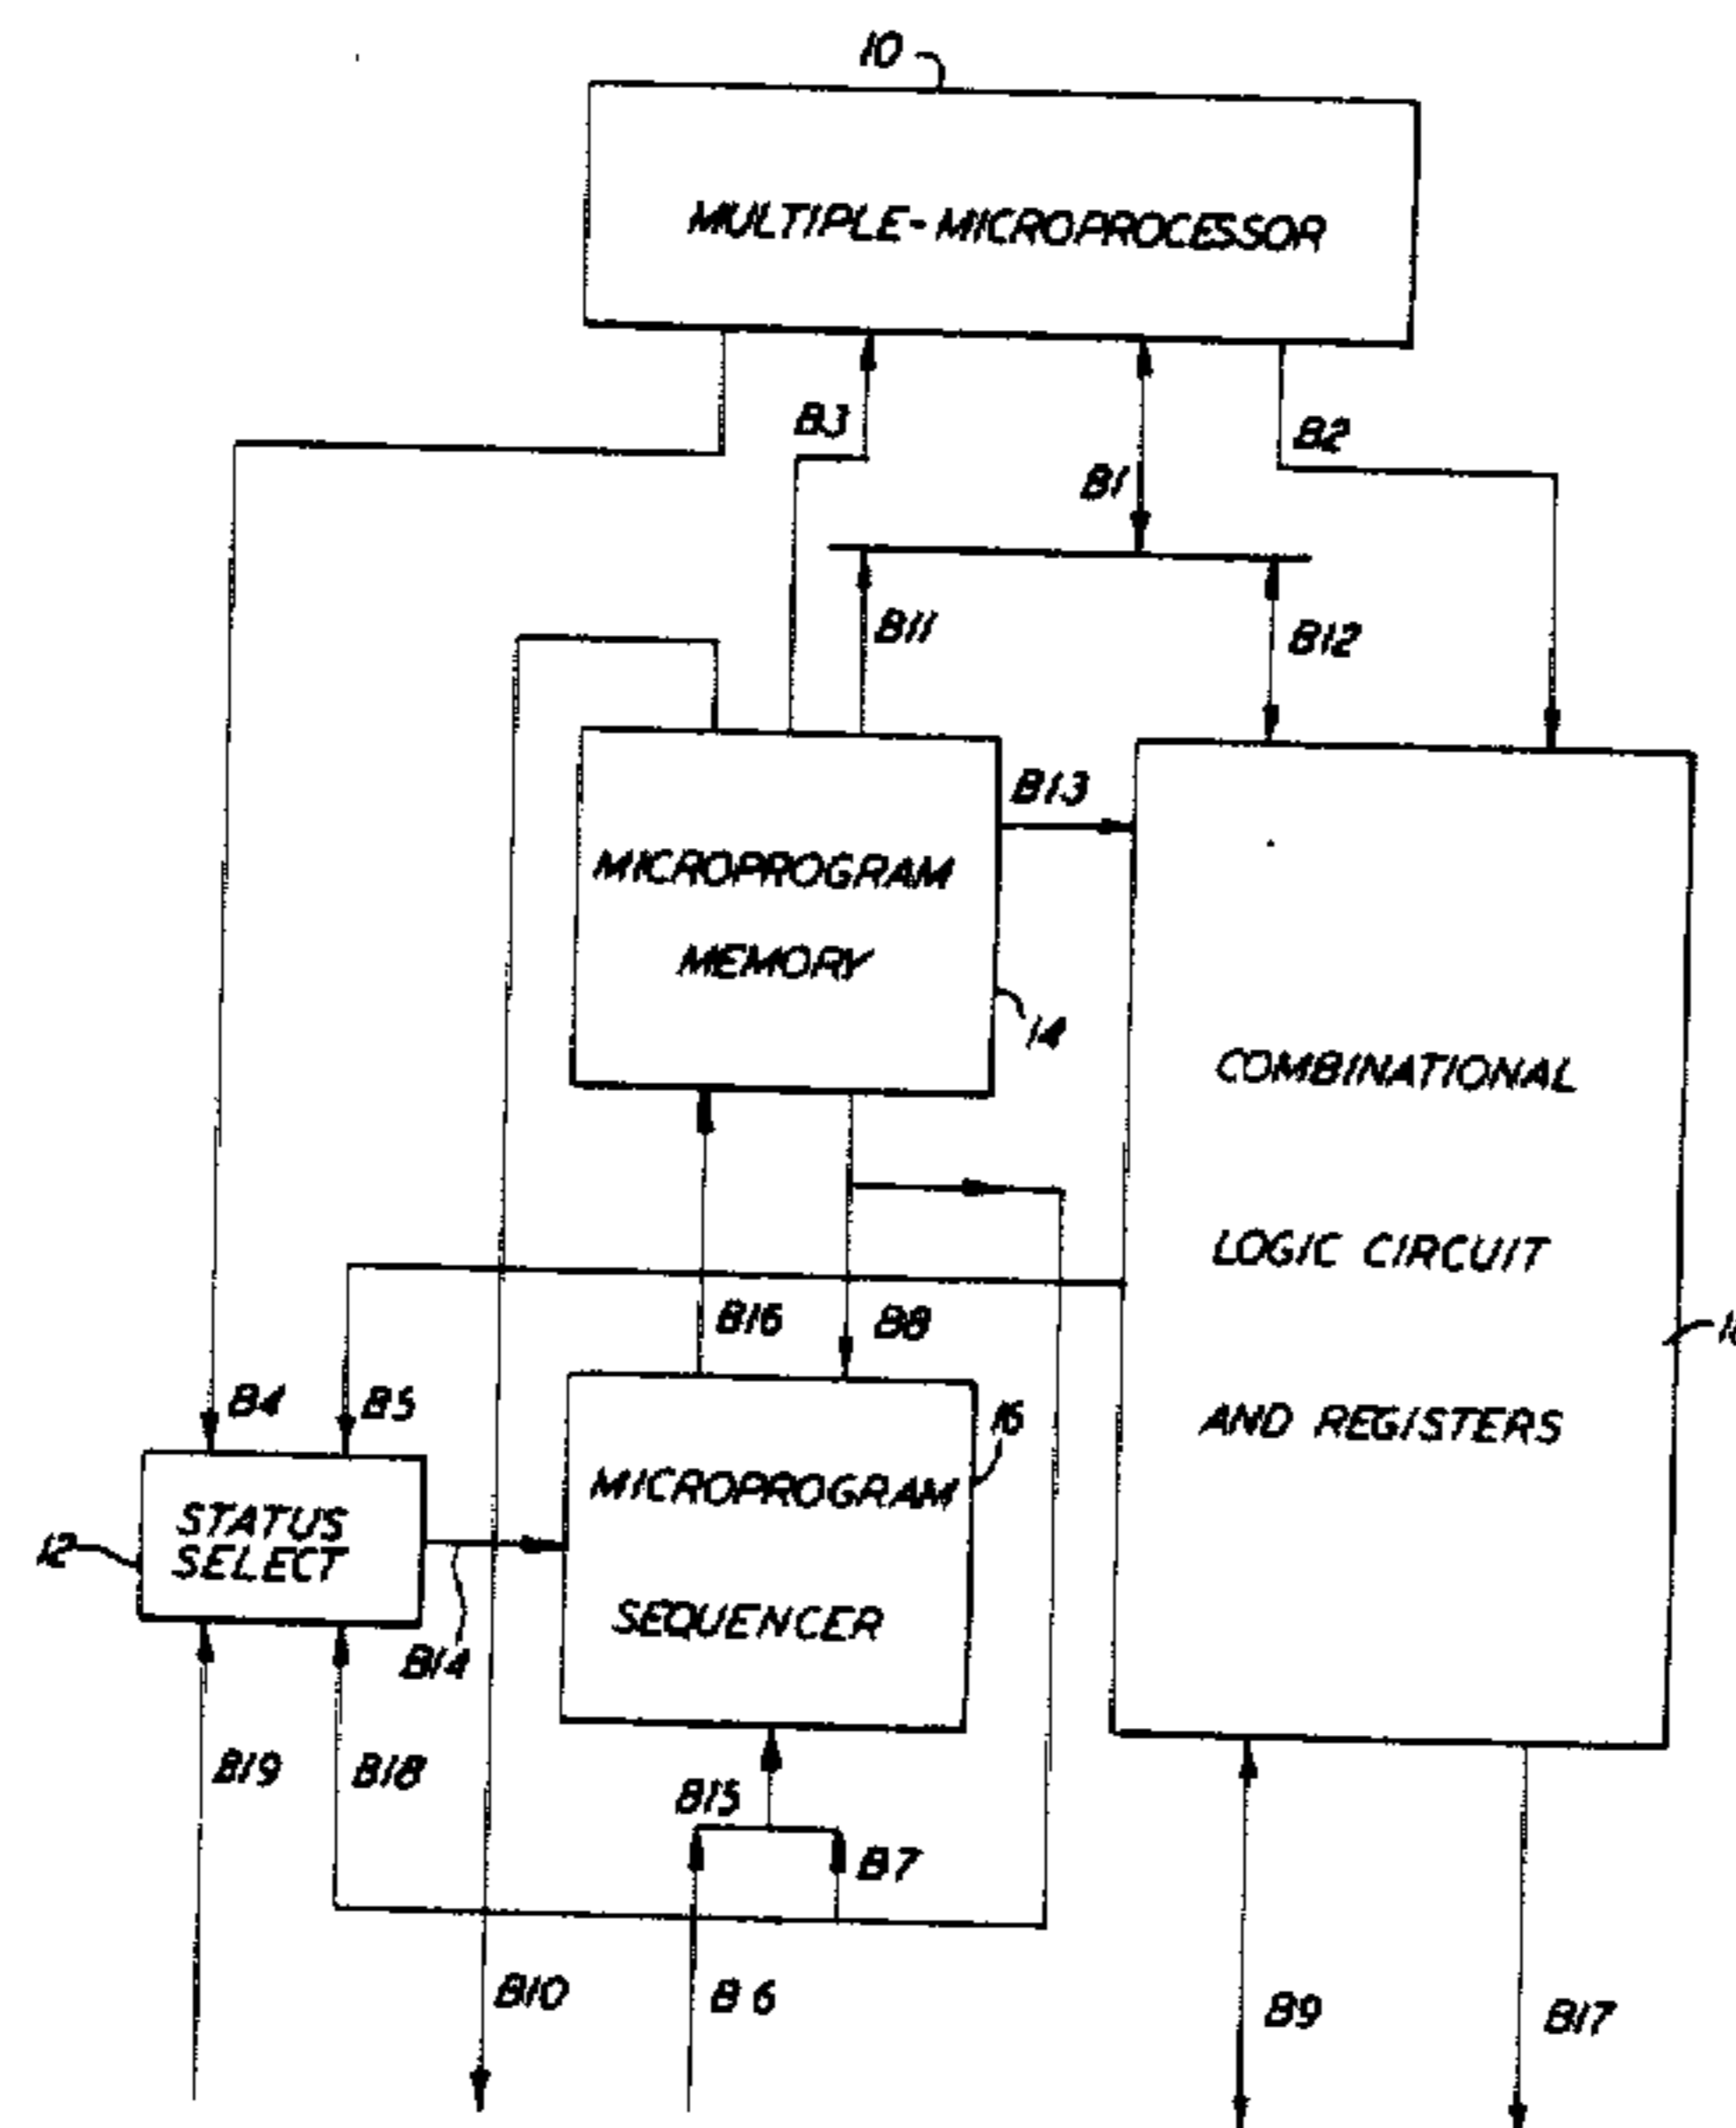 10
MULTIPLE-MICROPROCESSOR
B3
B2
B1
B11
B12
B13
MICROPROGRAM
MEMORY
14
COMBINATIONAL
LOGIC CIRCUIT
AND REGISTERS
B16
B8
B4
B5
16
MICROPROGRAM
SEQUENCER
STATUS
SELECT
12
B14
B19
B18
B15
B7
B10
B6
B9
B17